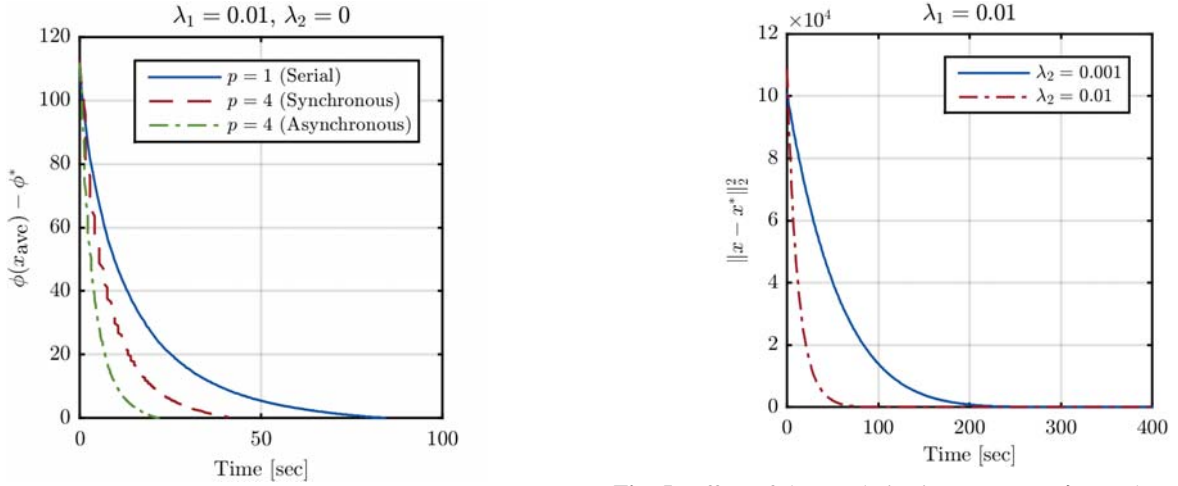 λ₁ = 0.01, λ₂ = 0
120
100
80
60
40
20
0
ϕ(x_ave) − ϕ*
p = 1 (Serial)
p = 4 (Synchronous)
p = 4 (Asynchronous)
0 50 100
Time [sec]
λ₁ = 0.01
×10⁴
12
10
8
6
4
2
0
‖x − x*‖₂²
λ₂ = 0.001
λ₂ = 0.01
0 100 200 300 400
Time [sec]